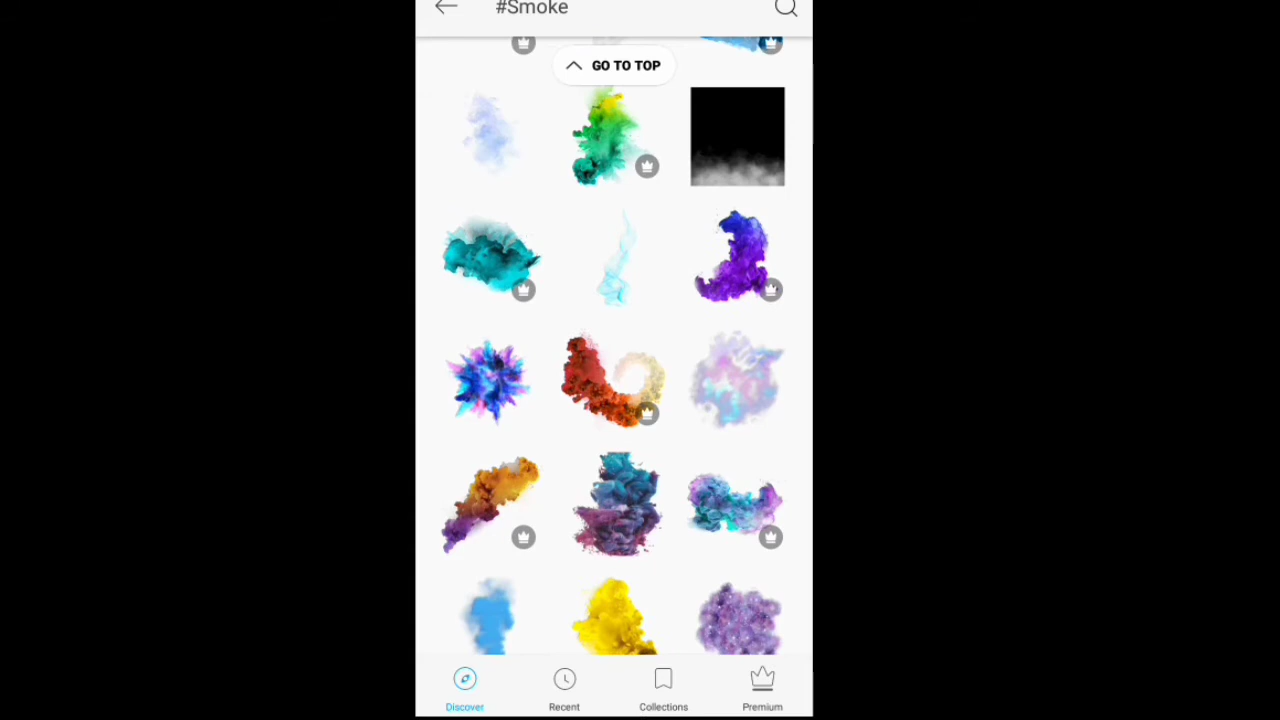 #Smoke
GO TO TOP
Discover
Recent
Collections
Premium